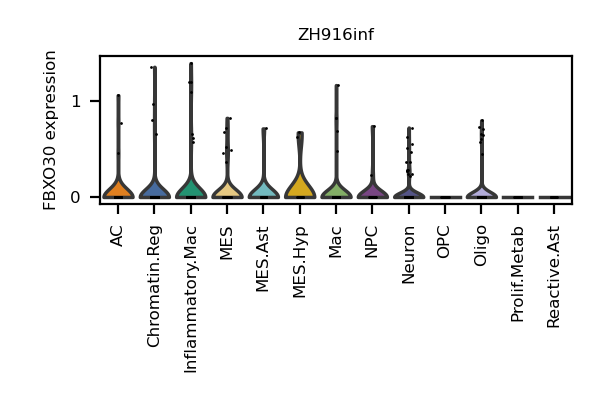 ZH916inf
FBXO30 expression
1
0
AC
Chromatin.Reg
Inflammatory.Mac
MES
MES.Ast
MES.Hyp
Mac
NPC
Neuron
OPC
Oligo
Prolif.Metab
Reactive.Ast